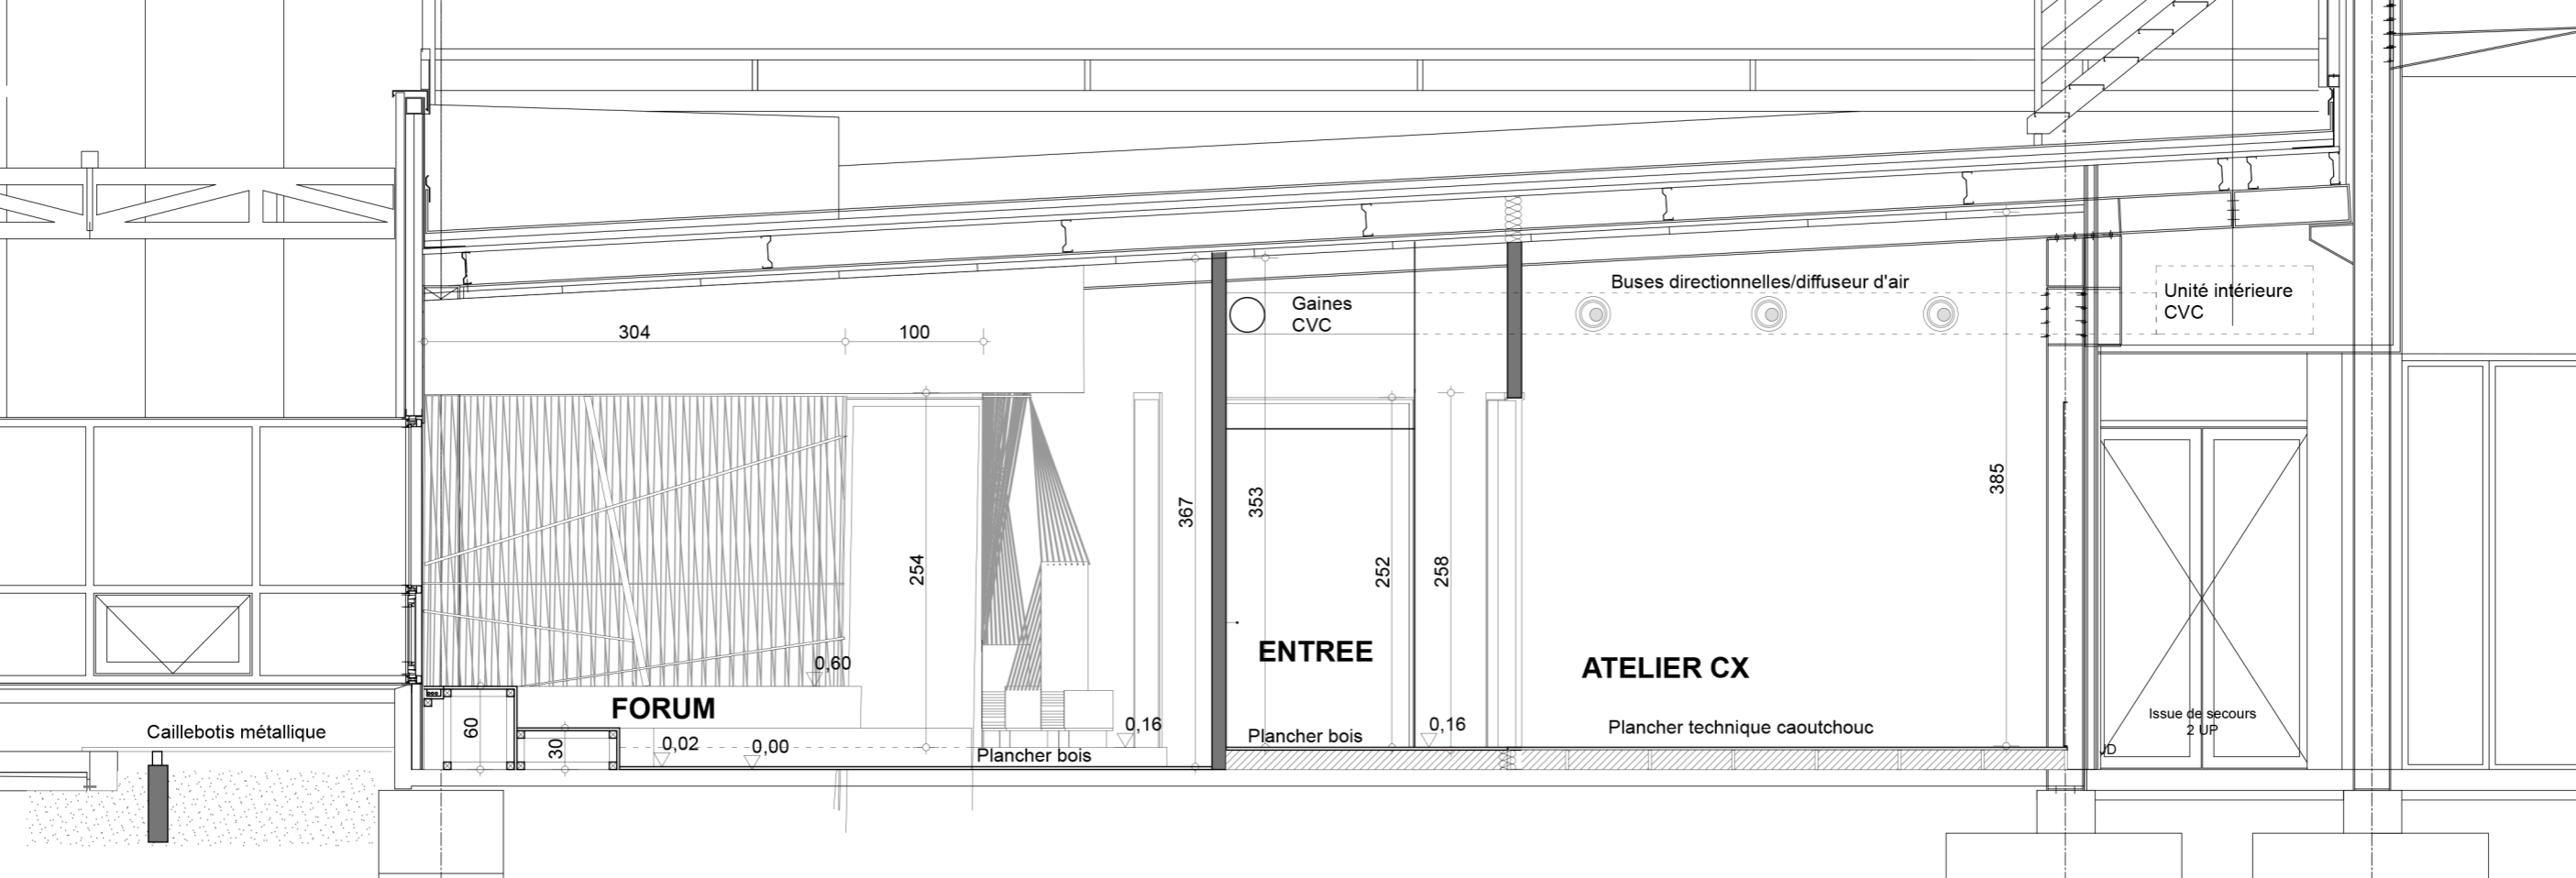 Buses directionnelles/diffuseur d'air
Gaines
CVC
Unité intérieure
CVC
304
100
367
353
385
254
252
258
ENTREE
ATELIER CX
0,60
FORUM
60
30
0,02
0,00
0,16
0,16
Caillebotis métallique
Plancher bois
Plancher bois
Plancher technique caoutchouc
Issue de secours
2 UP
JD